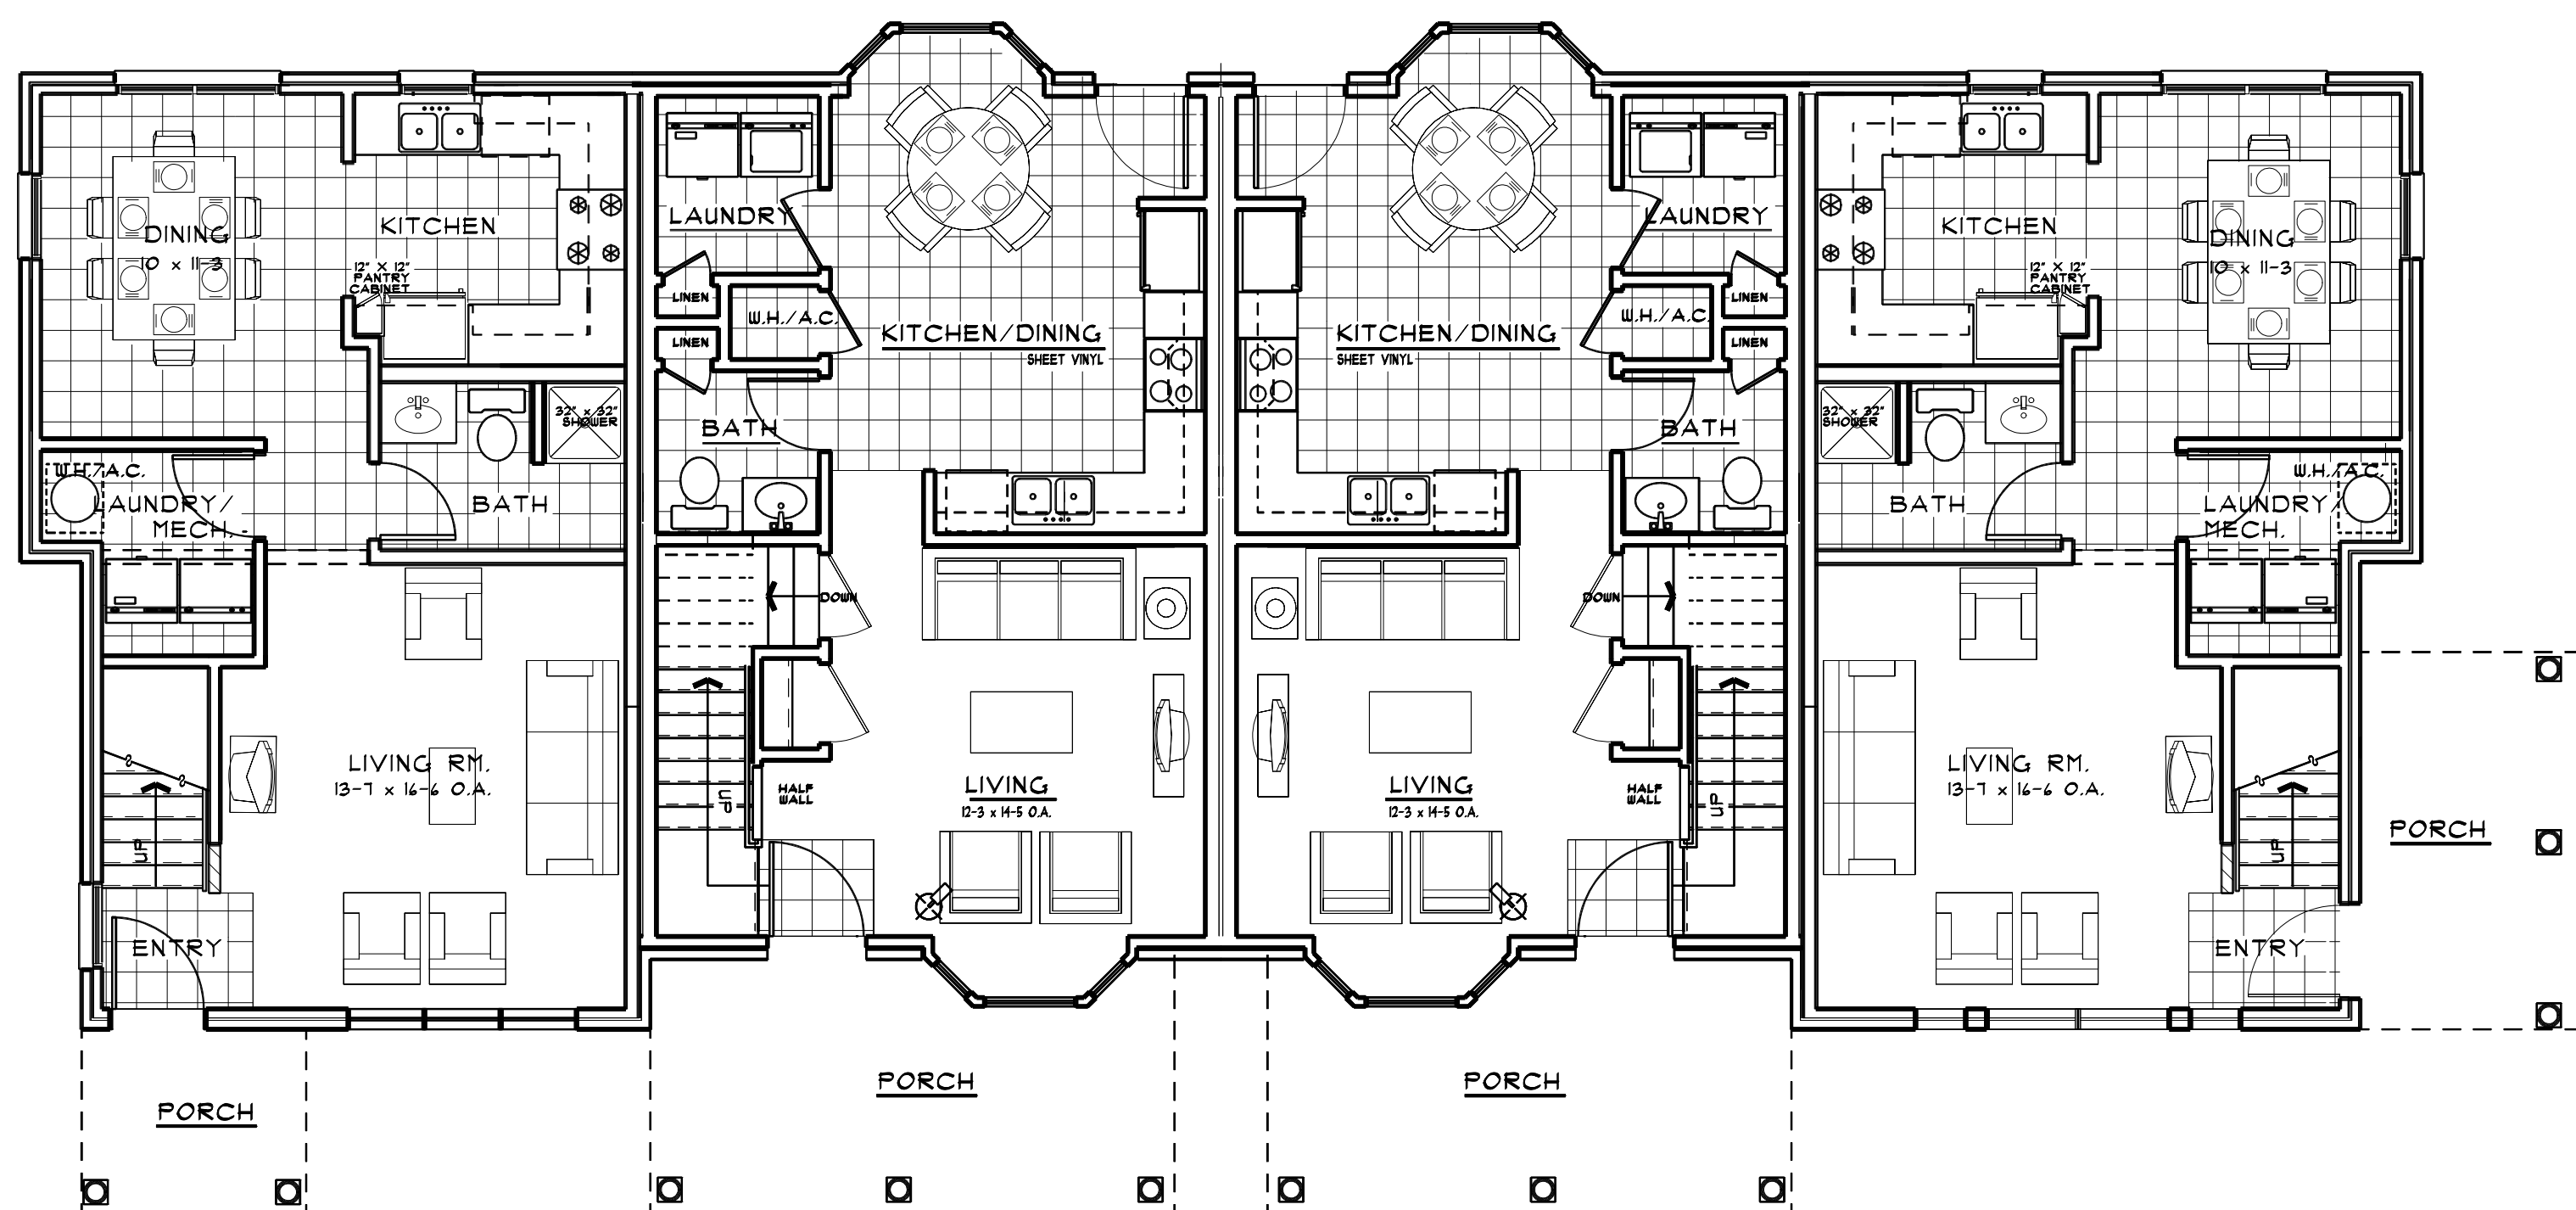 DINING
10 x 11-3
KITCHEN
12" X 12"
PANTRY
CABINET
32" x 32"
SHOWER
W.H./A.C.
LAUNDRY/
MECH.
BATH
LIVING RM.
13-7 x 16-6 O.A.
UP
ENTRY
PORCH
LAUNDRY
LINEN
W.H./A.C.
LINEN
BATH
KITCHEN/DINING
SHEET VINYL
DOWN
UP
HALF
WALL
LIVING
12-3 x 14-5 O.A.
PORCH
KITCHEN/DINING
SHEET VINYL
LAUNDRY
LINEN
W.H./A.C.
LINEN
BATH
DOWN
HALF
WALL
UP
LIVING
12-3 x 14-5 O.A.
PORCH
KITCHEN
DINING
10 x 11-3
12" X 12"
PANTRY
CABINET
32" x 32"
SHOWER
BATH
W.H./A.C.
LAUNDRY/
MECH.
LIVING RM.
13-7 x 16-6 O.A.
UP
ENTRY
PORCH